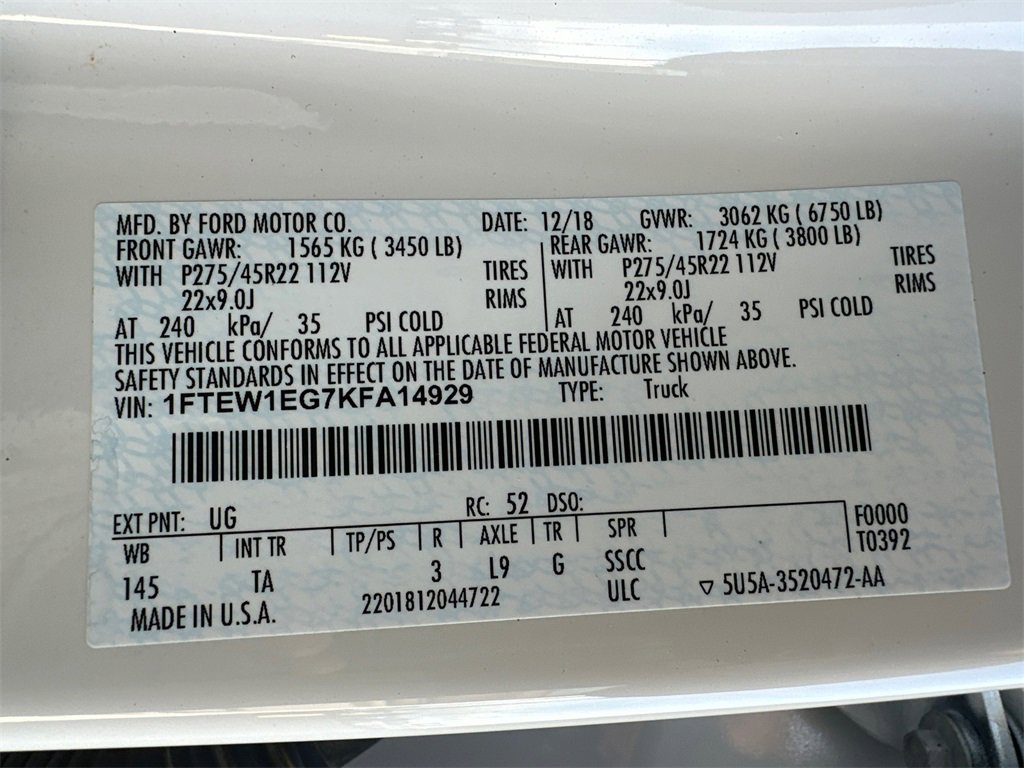 MFD. BY FORD MOTOR CO. DATE: 12/18 GVWR: 3062 KG ( 6750 LB)
FRONT GAWR: 1565 KG ( 3450 LB) REAR GAWR: 1724 KG ( 3800 LB)
WITH P275/45R22 112V TIRES WITH P275/45R22 112V TIRES
22x9.0J RIMS 22x9.0J RIMS
AT 240 kPa/ 35 PSI COLD AT 240 kPa/ 35 PSI COLD
THIS VEHICLE CONFORMS TO ALL APPLICABLE FEDERAL MOTOR VEHICLE
SAFETY STANDARDS IN EFFECT ON THE DATE OF MANUFACTURE SHOWN ABOVE.
VIN: 1FTEW1EG7KFA14929 TYPE: Truck
EXT PNT: UG RC: 52 DSO:
WB INT TR TP/PS R AXLE TR SPR F0000
145 TA 3 L9 G SSCC T0392
MADE IN U.S.A. 2201812044722 ULC ▽ 5U5A-3520472-AA